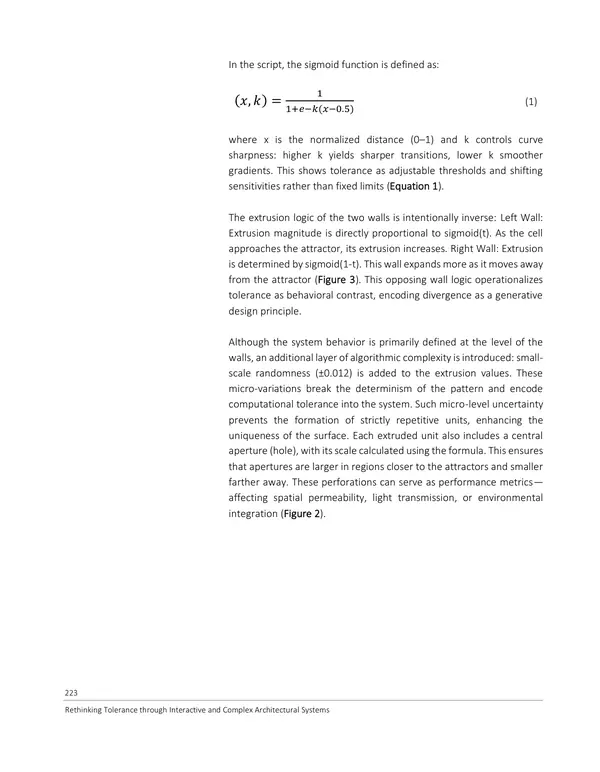 In the script, the sigmoid function is defined as:
(x, k) = 1/1+e−k(x−0.5) (1)
where x is the normalized distance (0–1) and k controls curve
sharpness: higher k yields sharper transitions, lower k smoother
gradients. This shows tolerance as adjustable thresholds and shifting
sensitivities rather than fixed limits (Equation 1).
The extrusion logic of the two walls is intentionally inverse: Left Wall:
Extrusion magnitude is directly proportional to sigmoid(t). As the cell
approaches the attractor, its extrusion increases. Right Wall: Extrusion
is determined by sigmoid(1-t). This wall expands more as it moves away
from the attractor (Figure 3). This opposing wall logic operationalizes
tolerance as behavioral contrast, encoding divergence as a generative
design principle.
Although the system behavior is primarily defined at the level of the
walls, an additional layer of algorithmic complexity is introduced: small-
scale randomness (±0.012) is added to the extrusion values. These
micro-variations break the determinism of the pattern and encode
computational tolerance into the system. Such micro-level uncertainty
prevents the formation of strictly repetitive units, enhancing the
uniqueness of the surface. Each extruded unit also includes a central
aperture (hole), with its scale calculated using the formula. This ensures
that apertures are larger in regions closer to the attractors and smaller
farther away. These perforations can serve as performance metrics—
affecting spatial permeability, light transmission, or environmental
integration (Figure 2).
223
Rethinking Tolerance through Interactive and Complex Architectural Systems